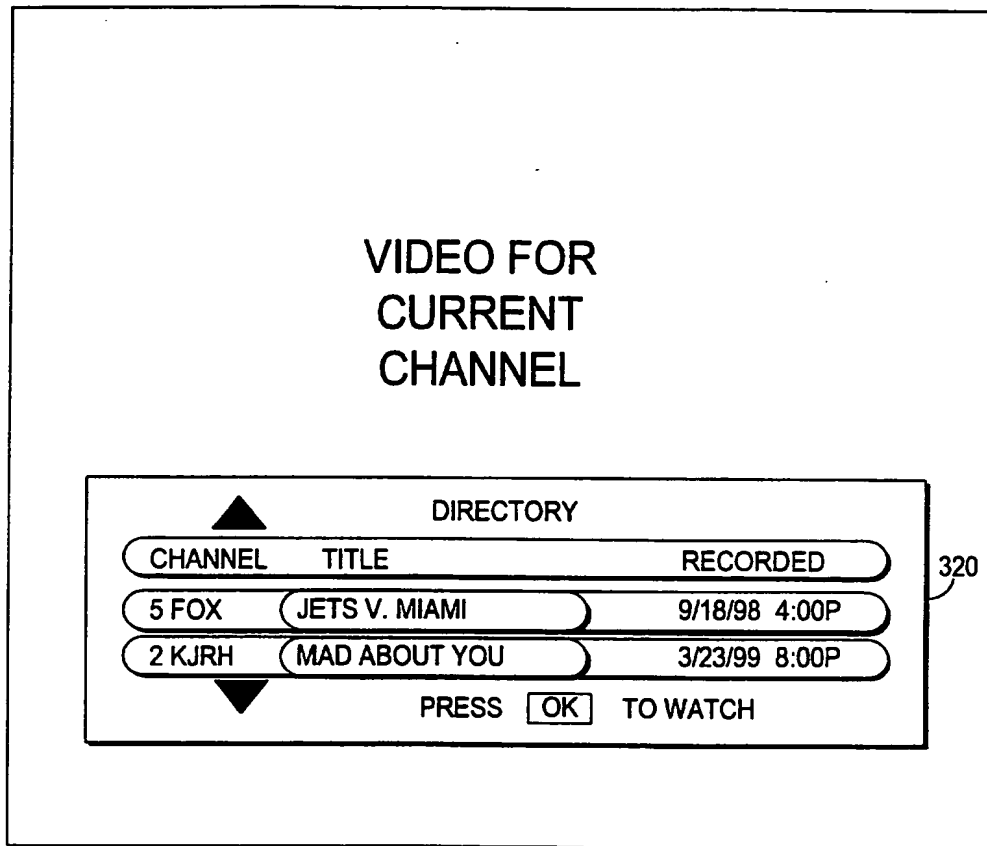 VIDEO FOR
CURRENT
CHANNEL
DIRECTORY
CHANNEL TITLE RECORDED
5 FOX JETS V. MIAMI 9/18/98 4:00P
2 KJRH MAD ABOUT YOU 3/23/99 8:00P
PRESS OK TO WATCH
320